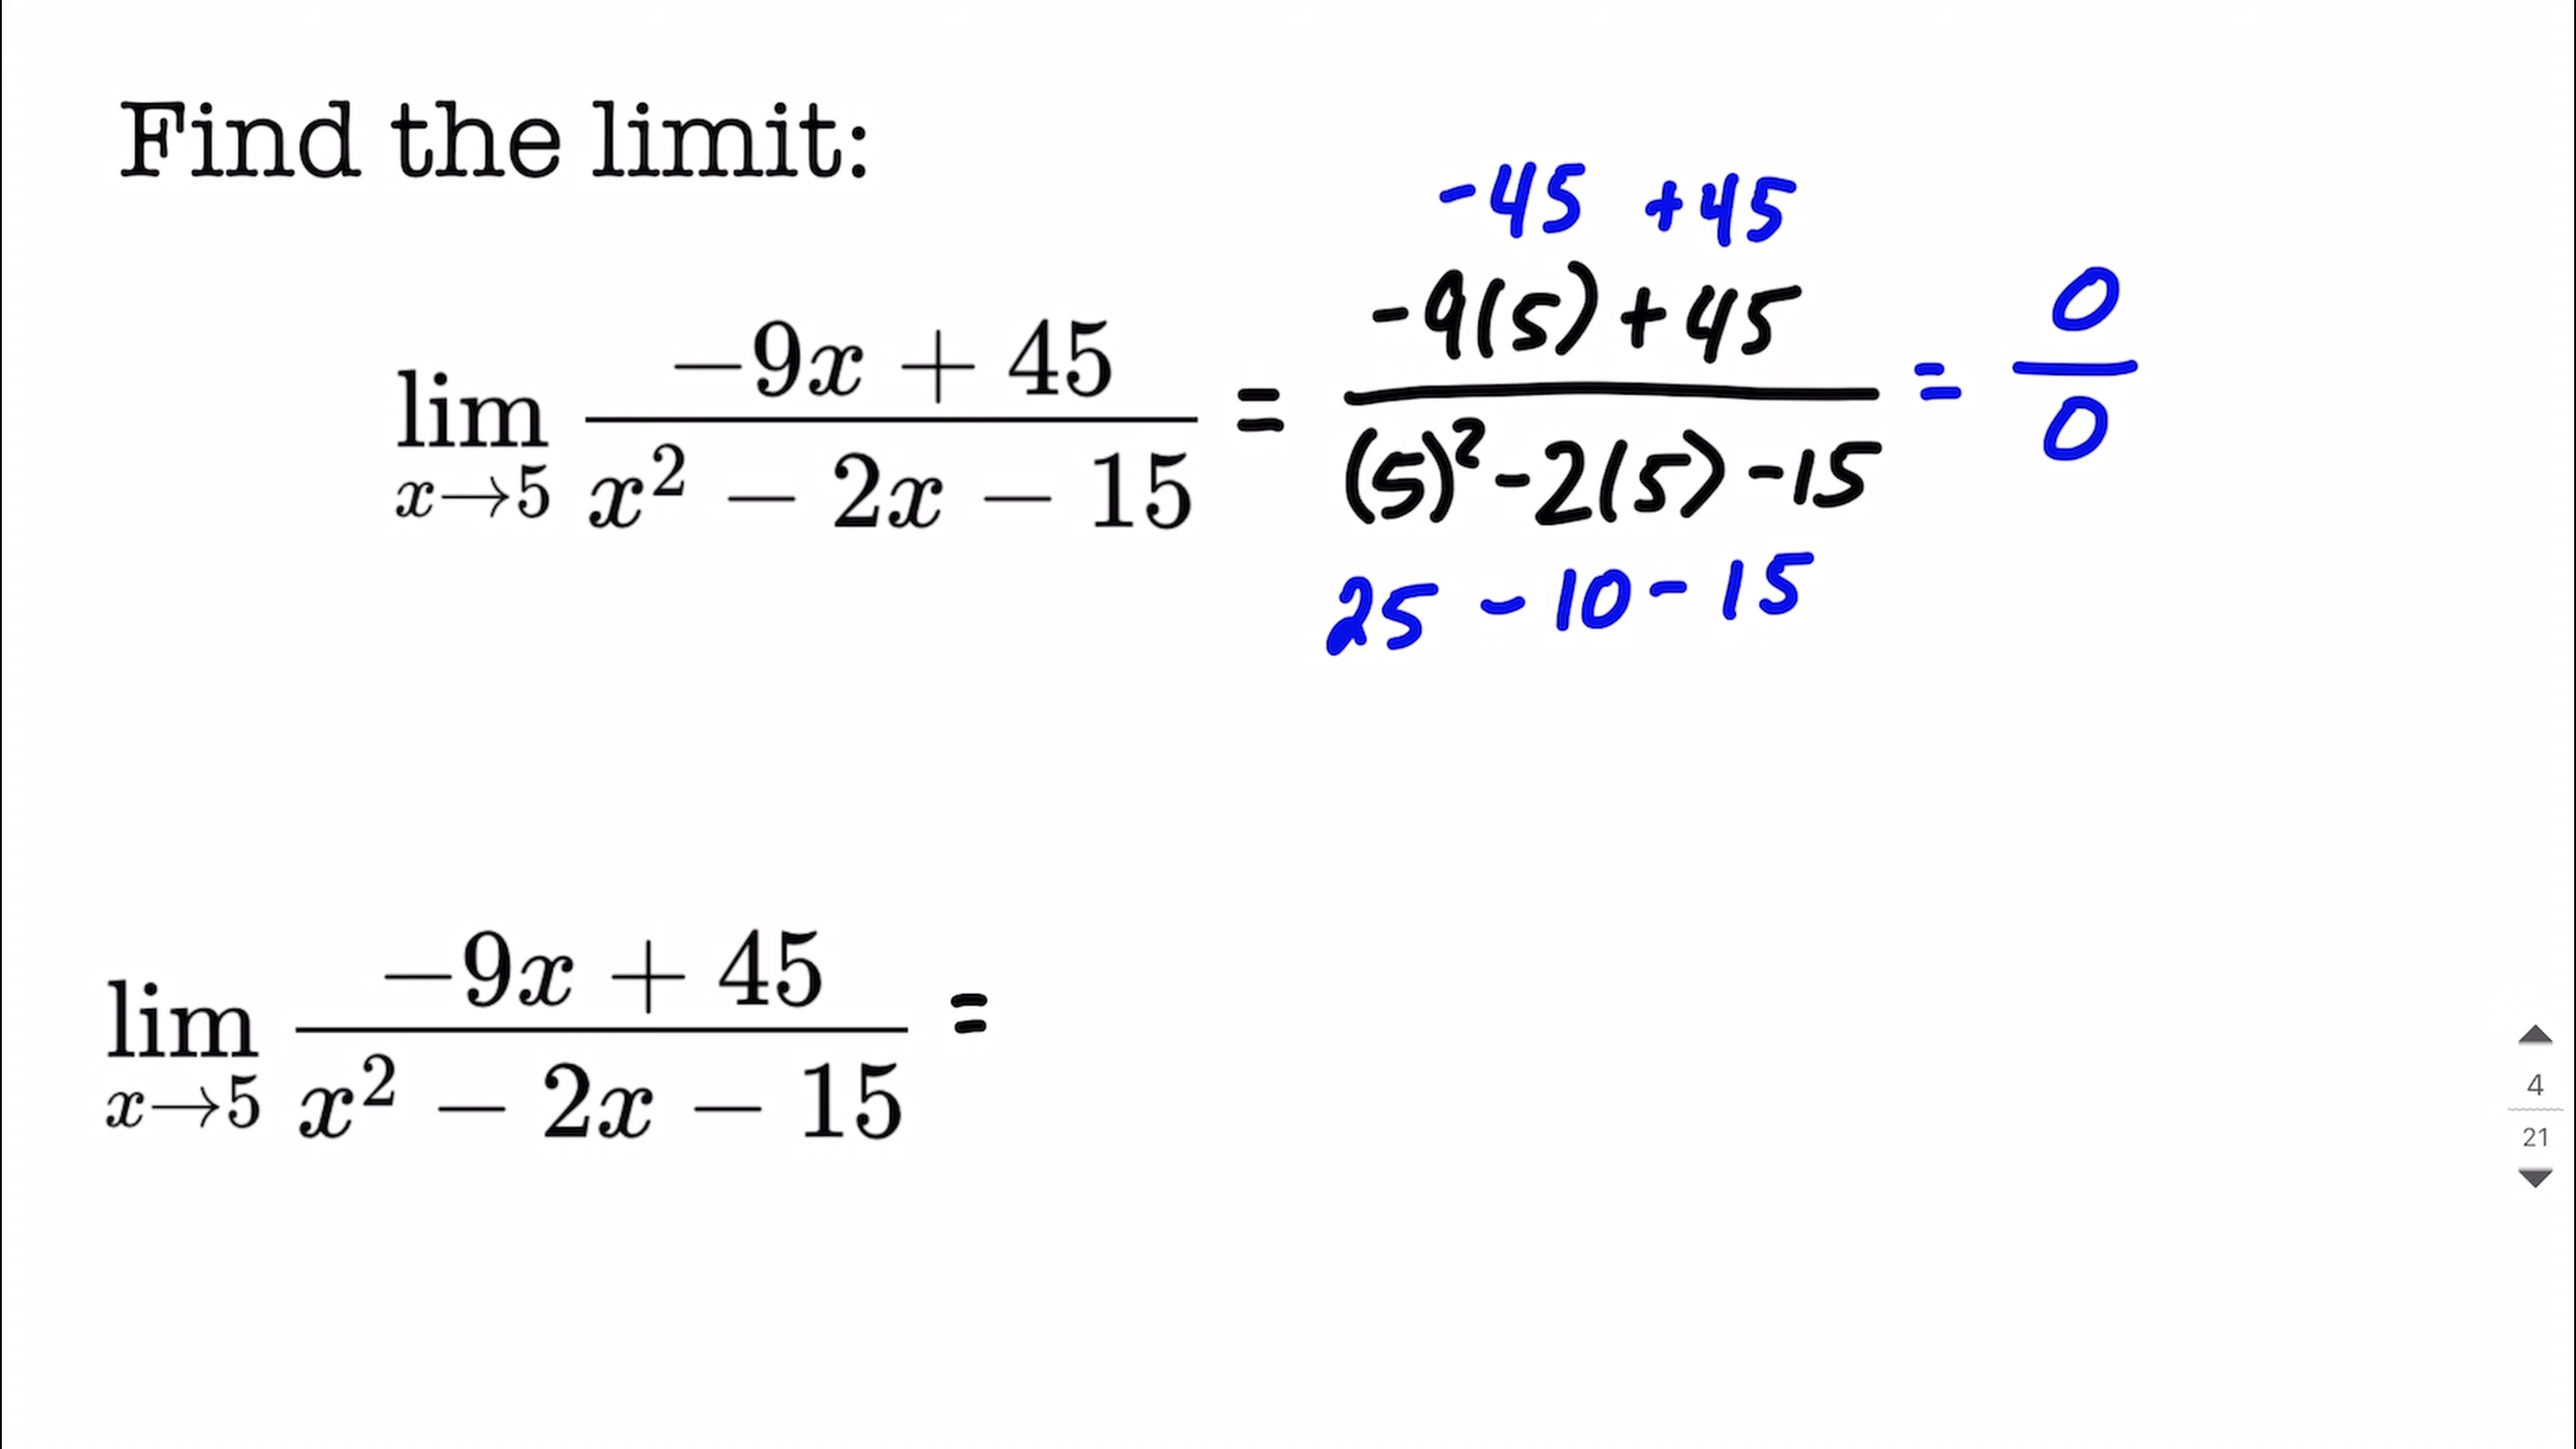 Find the limit:
-45 +45
lim x→5 (−9x + 45)/(x² − 2x − 15) = (-9(5)+45)/((5)²-2(5)-15) = 0/0
25 - 10 - 15
lim x→5 (−9x + 45)/(x² − 2x − 15) =
4
21